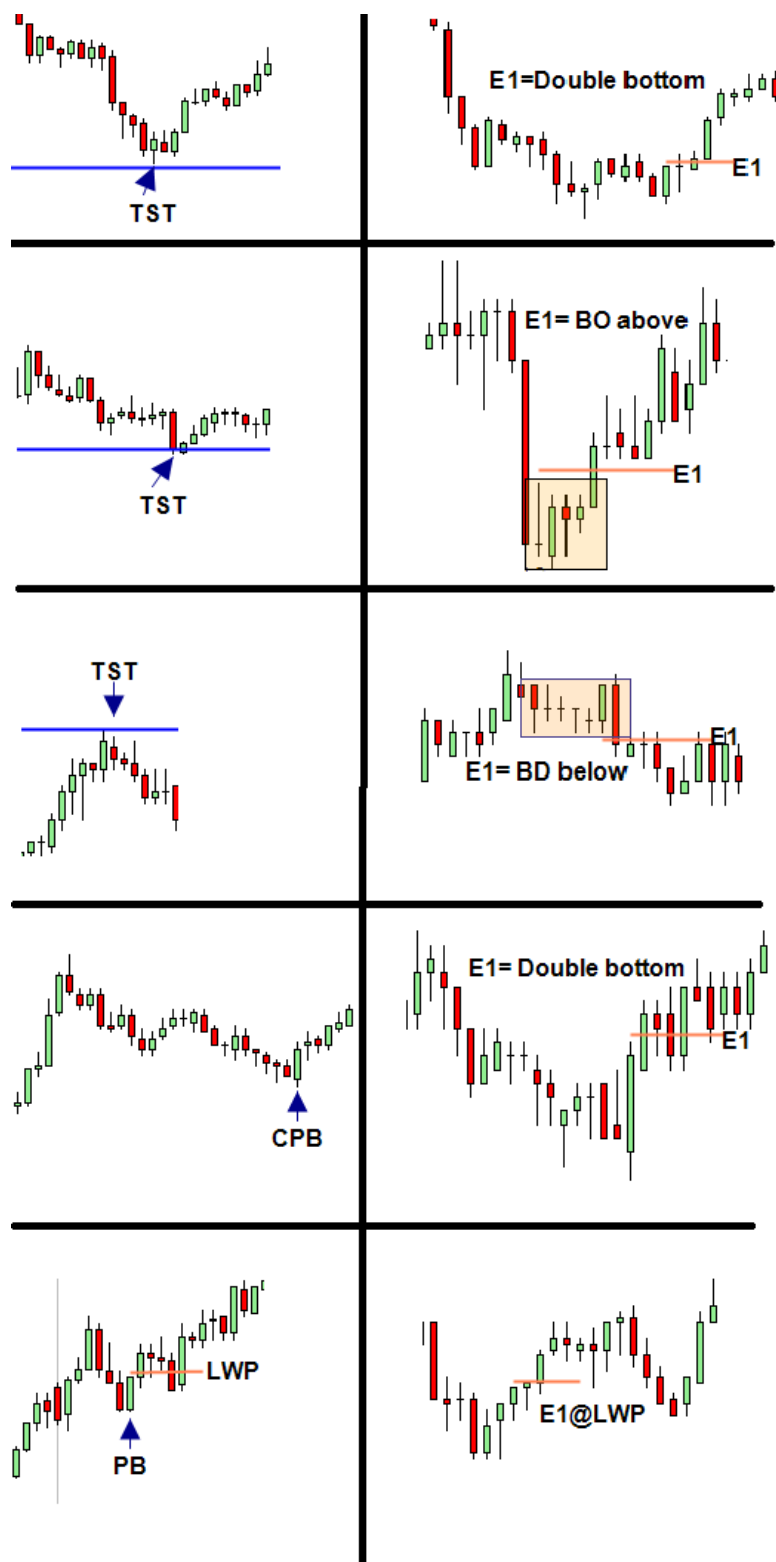 E1=Double bottom
TST
E1
E1= BO above
TST
E1
TST
E1= BD below
E1
CPB
E1= Double bottom
E1
LWP
PB
E1@LWP